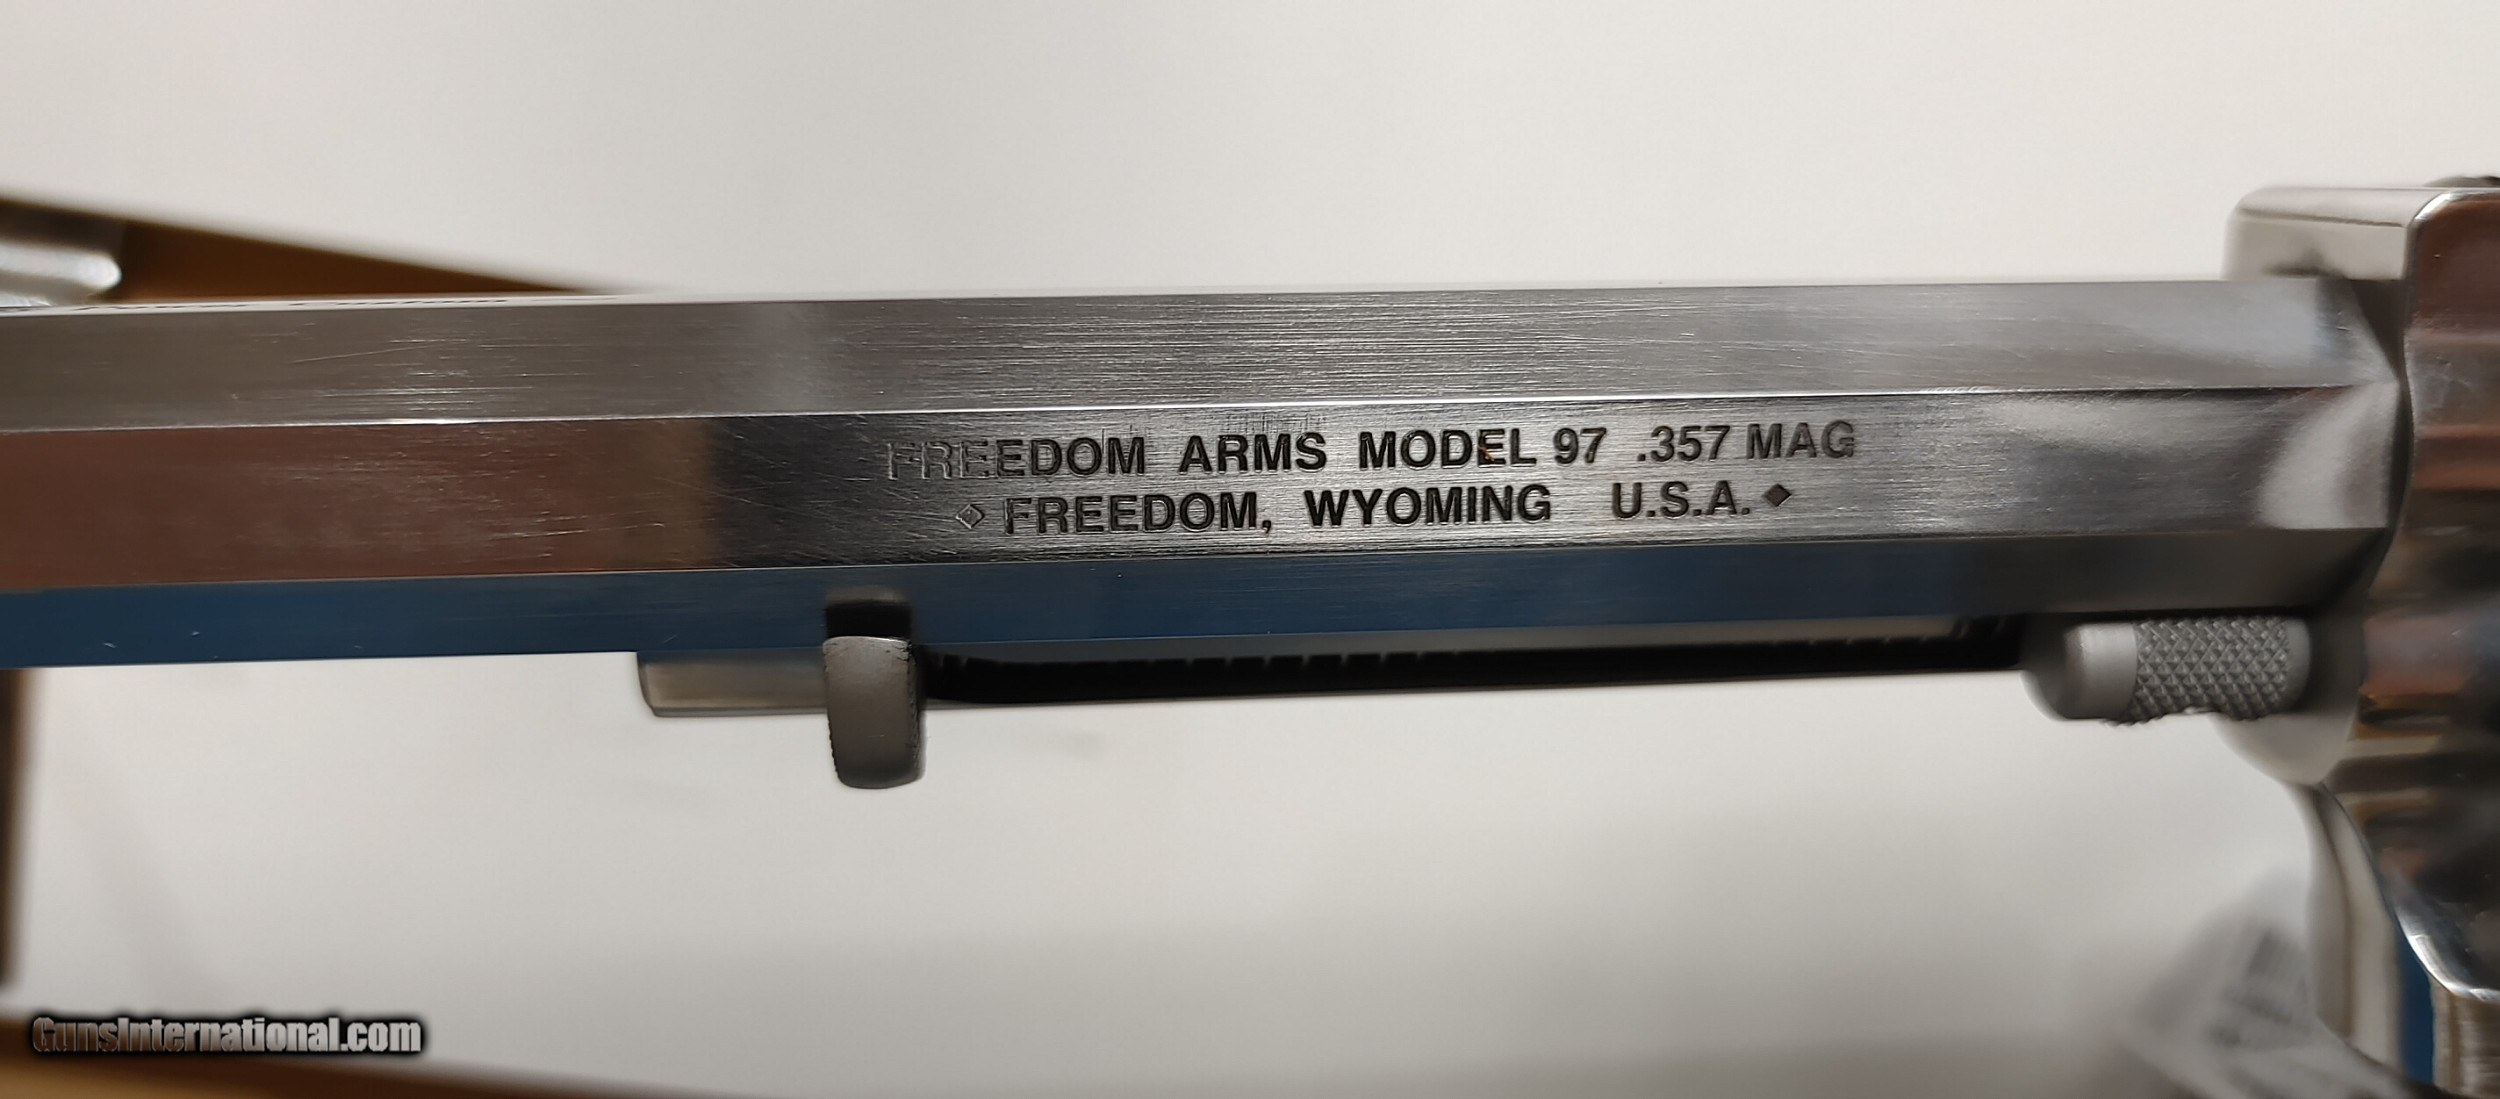 FREEDOM ARMS MODEL 97 .357 MAG
FREEDOM, WYOMING U.S.A.
GunsInternational.com